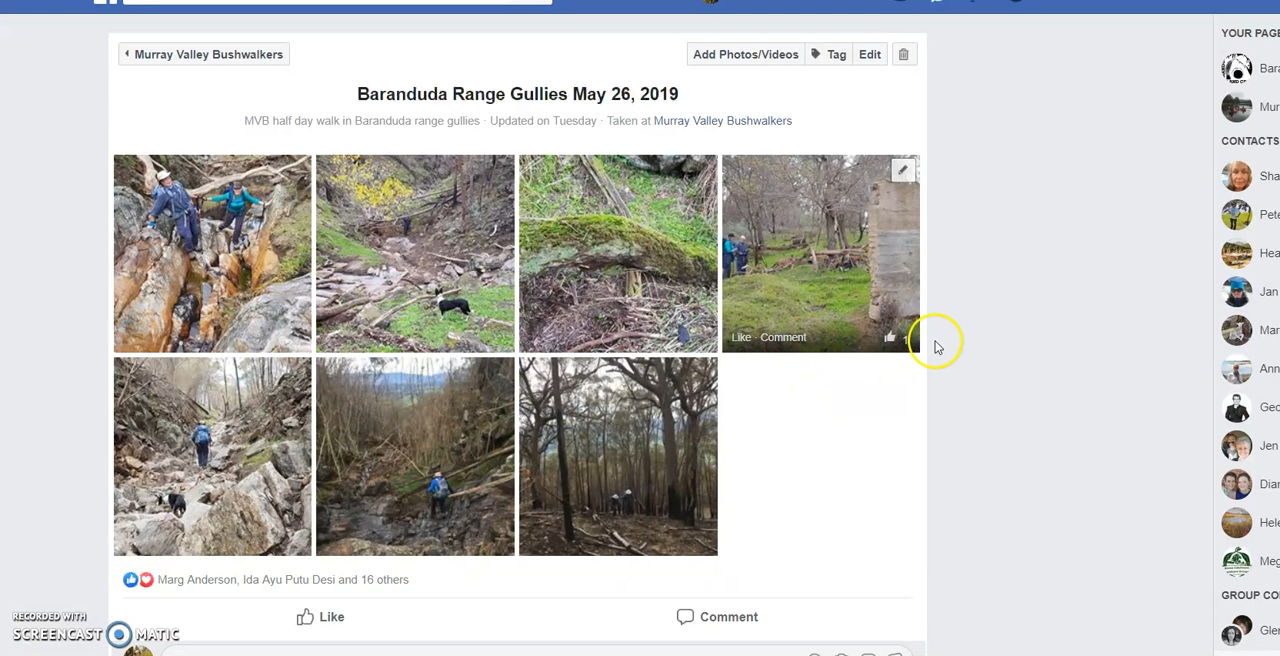 Murray Valley Bushwalkers
Add Photos/Videos Tag Edit
Baranduda Range Gullies May 26, 2019
MVB half day walk in Baranduda range gullies · Updated on Tuesday · Taken at Murray Valley Bushwalkers
Like · Comment 1
Marg Anderson, Ida Ayu Putu Desi and 16 others
Like Comment
RECORDED WITH
SCREENCAST MATIC
YOUR PAGE
Bara
Mur
CONTACTS
Sha
Pete
Hea
Jan
Mar
Ann
Geo
Jen
Dian
Hele
Meg
GROUP CO
Gler